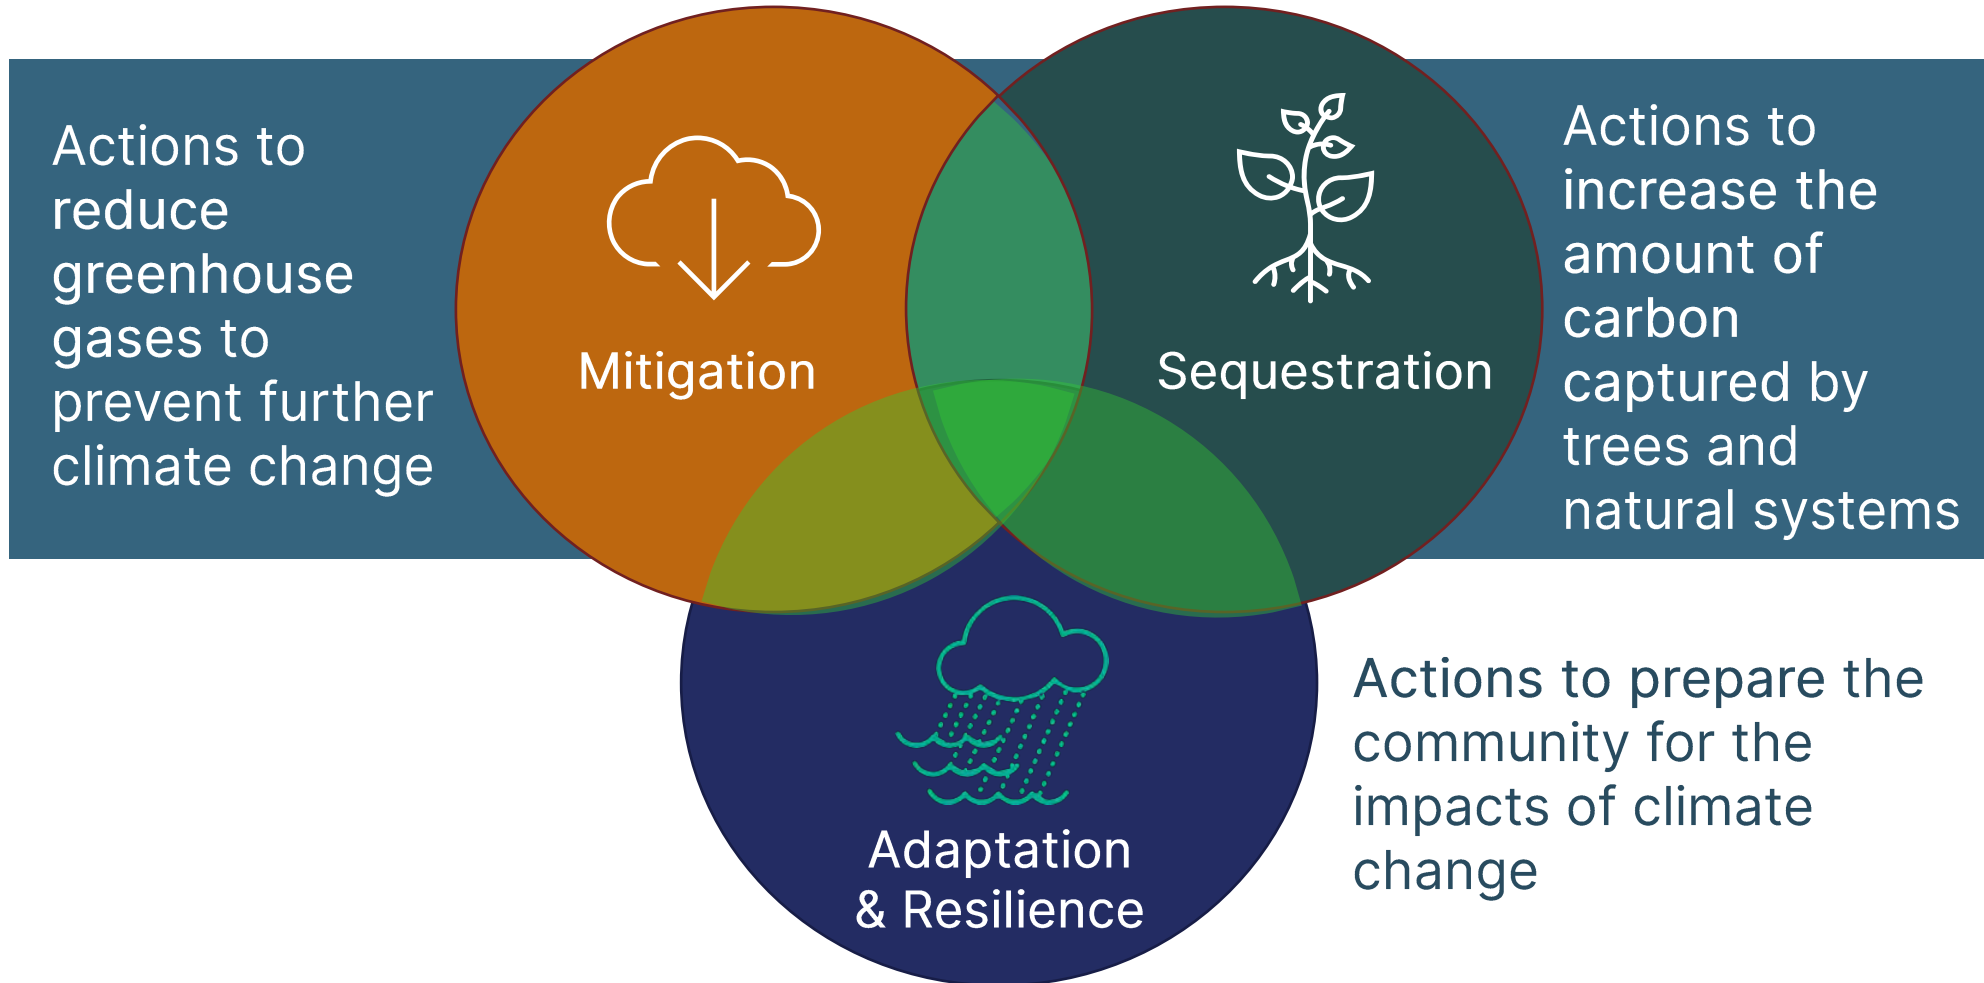 Actions to
reduce
greenhouse
gases to
prevent further
climate change
Mitigation
Sequestration
Actions to
increase the
amount of
carbon
captured by
trees and
natural systems
Adaptation
& Resilience
Actions to prepare the
community for the
impacts of climate
change